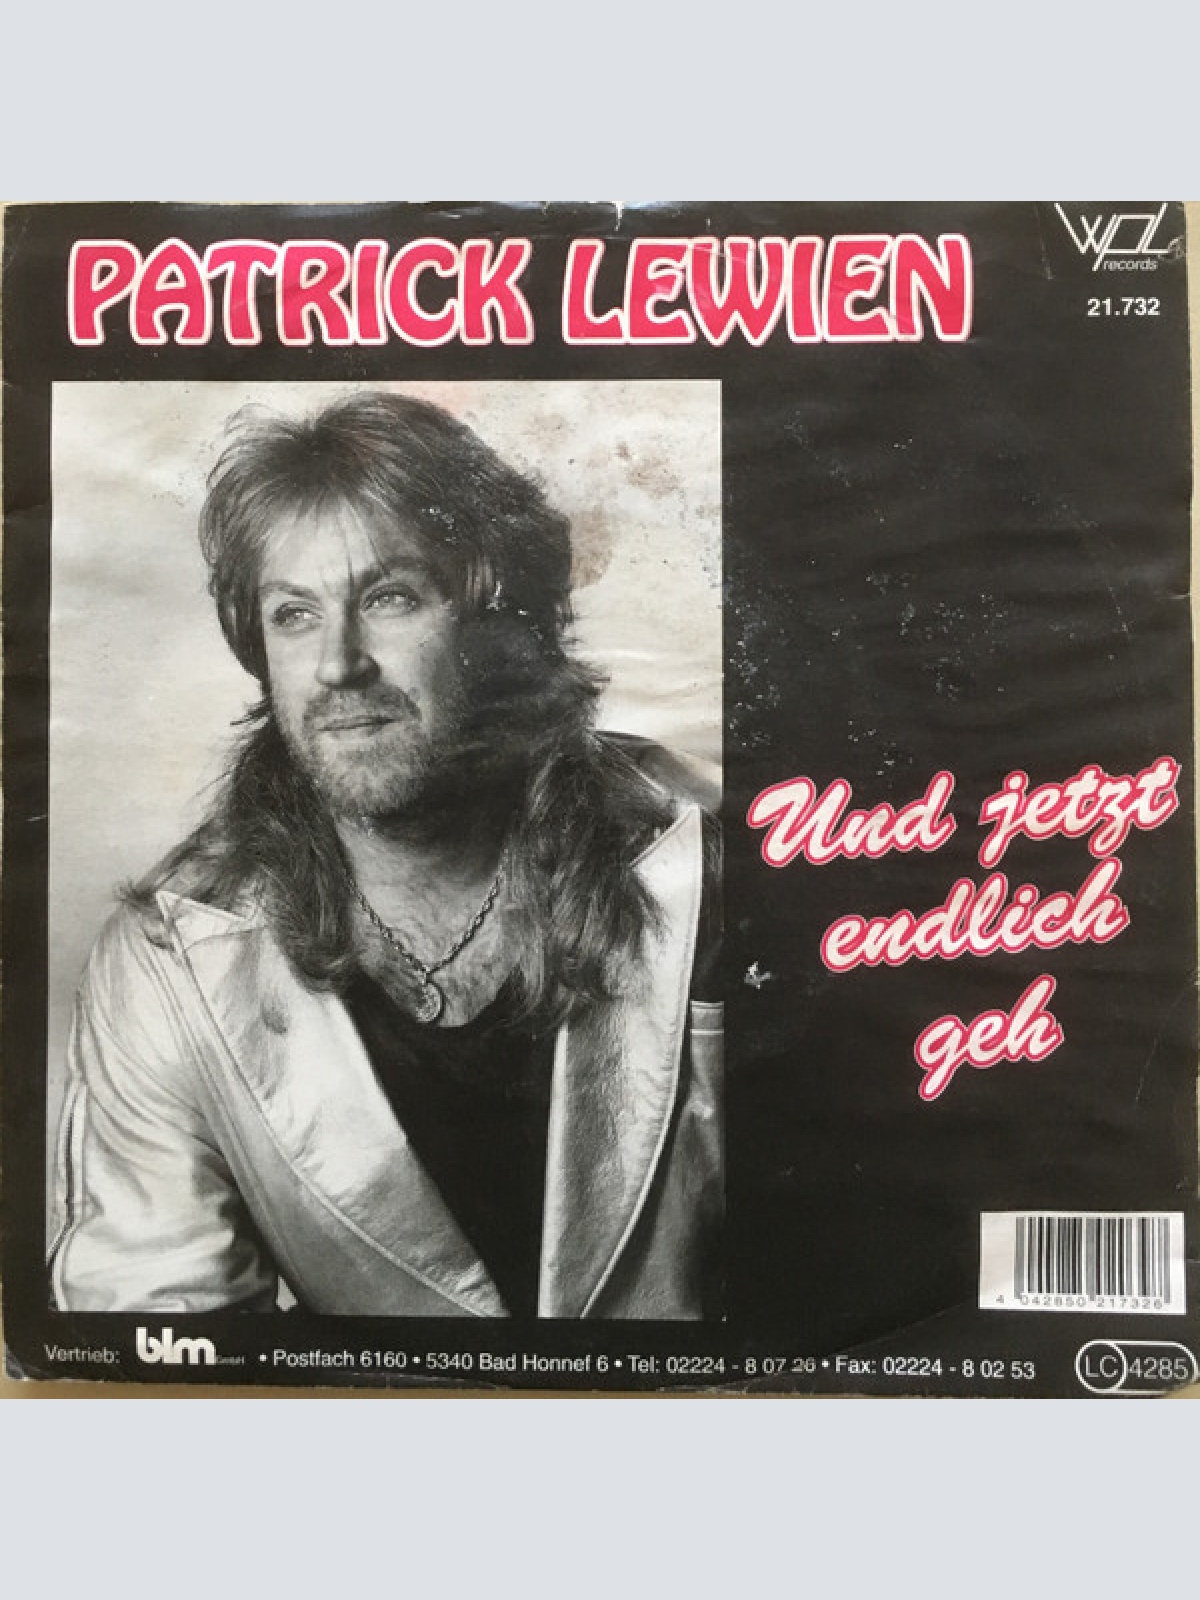 PATRICK LEWIEN
WPL
records
21.732
Und jetzt
endlich
geh
4 042850 217326
Vertrieb: blm GmbH • Postfach 6160 • 5340 Bad Honnef 6 • Tel: 02224 - 8 07 26 • Fax: 02224 - 8 02 53
LC 4285